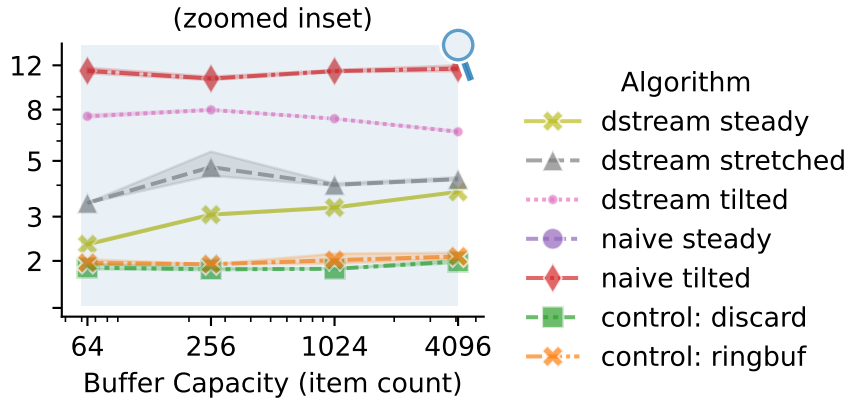 (zoomed inset)
12
8
5
3
2
64 256 1024 4096
Buffer Capacity (item count)
Algorithm
dstream steady
dstream stretched
dstream tilted
naive steady
naive tilted
control: discard
control: ringbuf